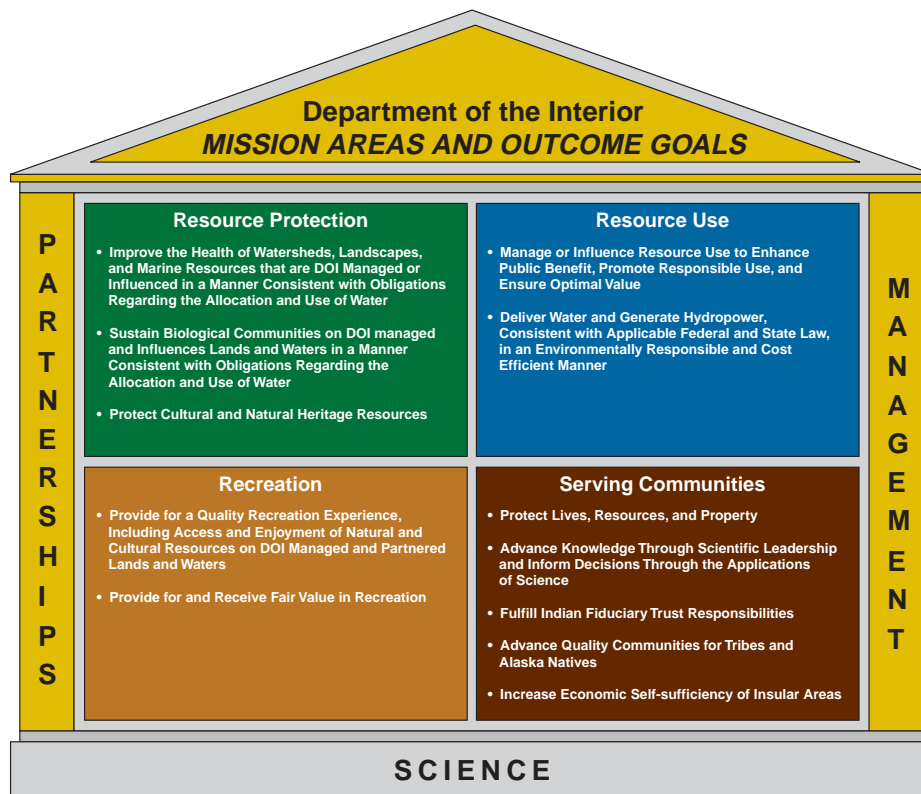 Department of the Interior
MISSION AREAS AND OUTCOME GOALS
PARTNERSHIPS
Resource Protection
• Improve the Health of Watersheds, Landscapes,
and Marine Resources that are DOI Managed or
Influenced in a Manner Consistent with Obligations
Regarding the Allocation and Use of Water
• Sustain Biological Communities on DOI managed
and Influences Lands and Waters in a Manner
Consistent with Obligations Regarding the
Allocation and Use of Water
• Protect Cultural and Natural Heritage Resources
Resource Use
• Manage or Influence Resource Use to Enhance
Public Benefit, Promote Responsible Use, and
Ensure Optimal Value
• Deliver Water and Generate Hydropower,
Consistent with Applicable Federal and State Law,
in an Environmentally Responsible and Cost
Efficient Manner
Recreation
• Provide for a Quality Recreation Experience,
Including Access and Enjoyment of Natural and
Cultural Resources on DOI Managed and Partnered
Lands and Waters
• Provide for and Receive Fair Value in Recreation
Serving Communities
• Protect Lives, Resources, and Property
• Advance Knowledge Through Scientific Leadership
and Inform Decisions Through the Applications
of Science
• Fulfill Indian Fiduciary Trust Responsibilities
• Advance Quality Communities for Tribes and
Alaska Natives
• Increase Economic Self-sufficiency of Insular Areas
MANAGEMENT
SCIENCE